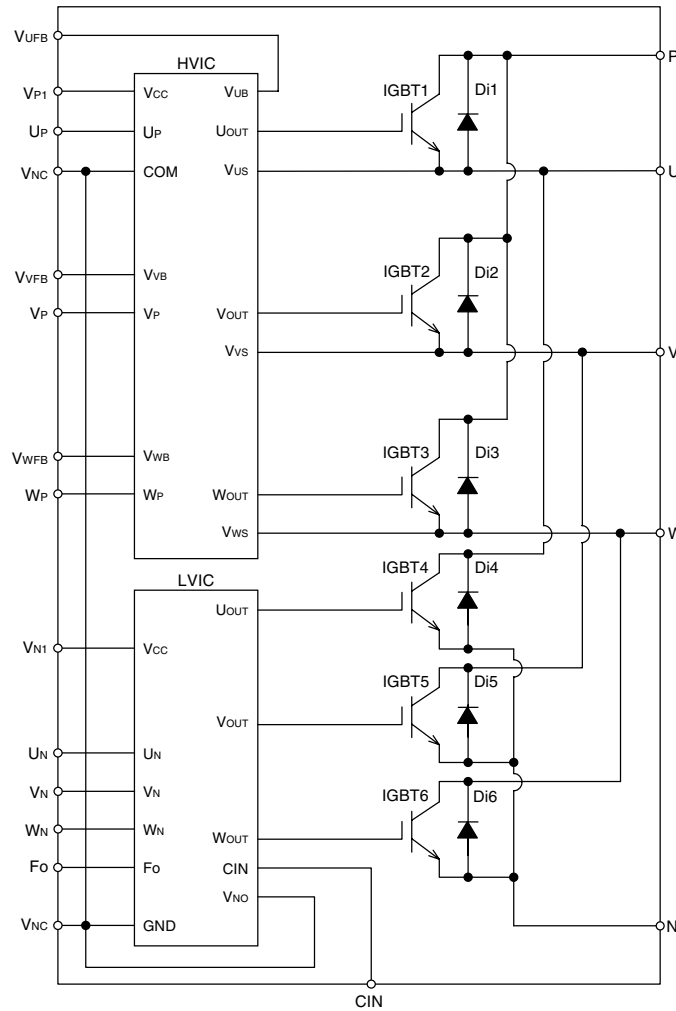 VUFB
HVIC
P
VP1
VCC
VUB
IGBT1
Di1
UP
UP
UOUT
VNC
COM
VUS
U
VVFB
VVB
IGBT2
Di2
VP
VP
VOUT
VVS
V
VWFB
VWB
IGBT3
Di3
WP
WP
WOUT
VWS
W
LVIC
IGBT4
Di4
UOUT
VN1
VCC
IGBT5
Di5
VOUT
UN
UN
VN
VN
IGBT6
Di6
WN
WN
WOUT
Fo
Fo
CIN
VNO
VNC
GND
N
CIN